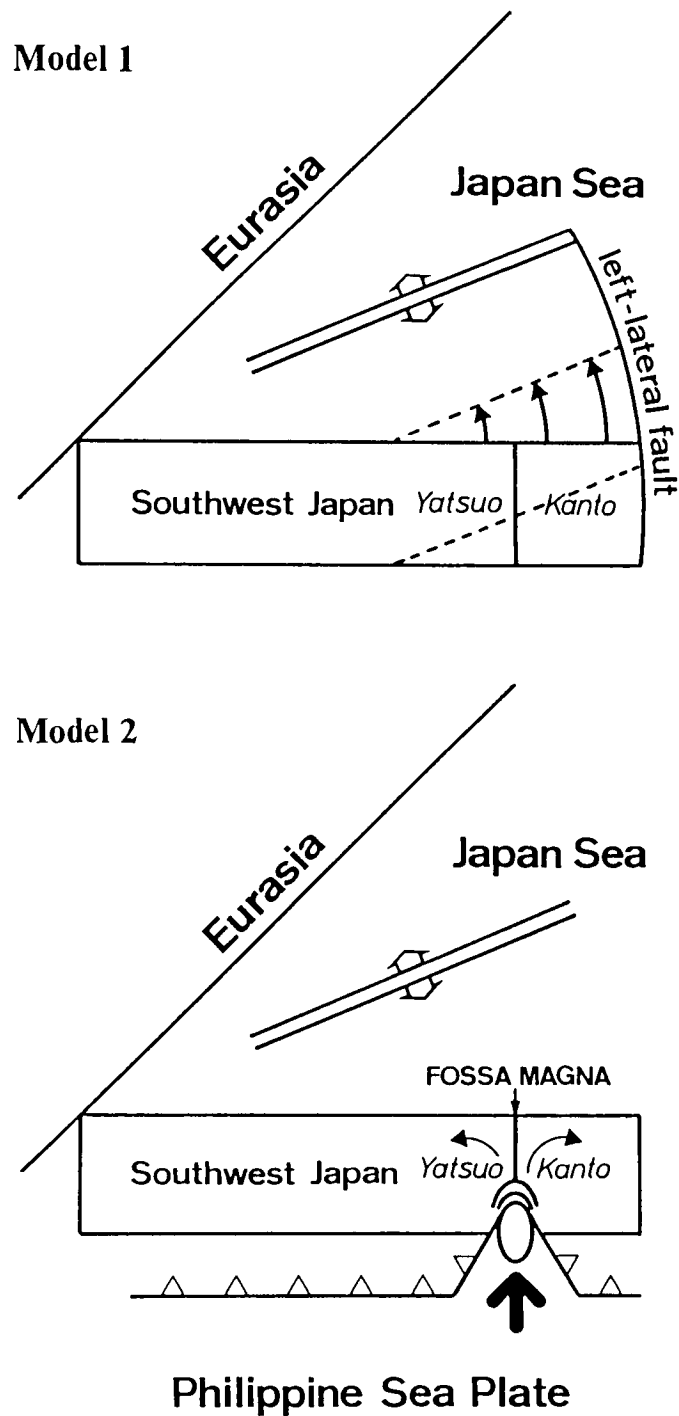 Model 1
Eurasia
Japan Sea
left-lateral fault
Southwest Japan Yatsuo Kanto
Model 2
Eurasia
Japan Sea
FOSSA MAGNA
Southwest Japan Yatsuo Kanto
Philippine Sea Plate